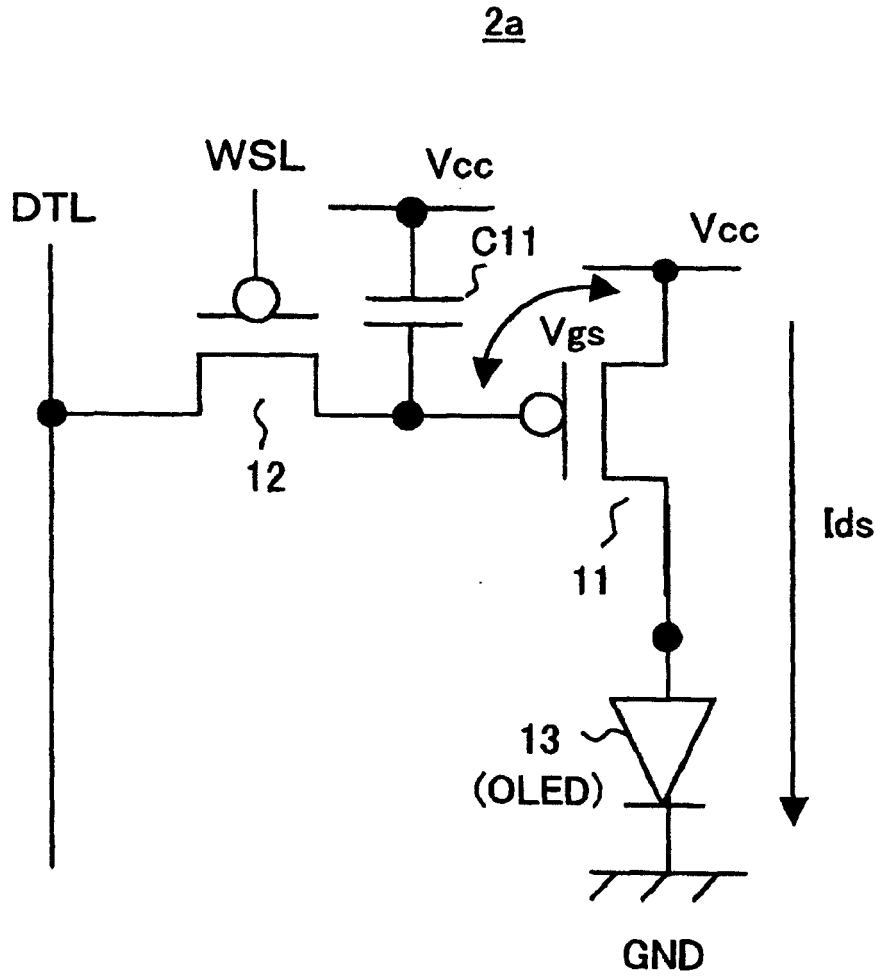 2a
WSL
Vcc
DTL
Vcc
C11
Vgs
12
Ids
11
13
(OLED)
GND